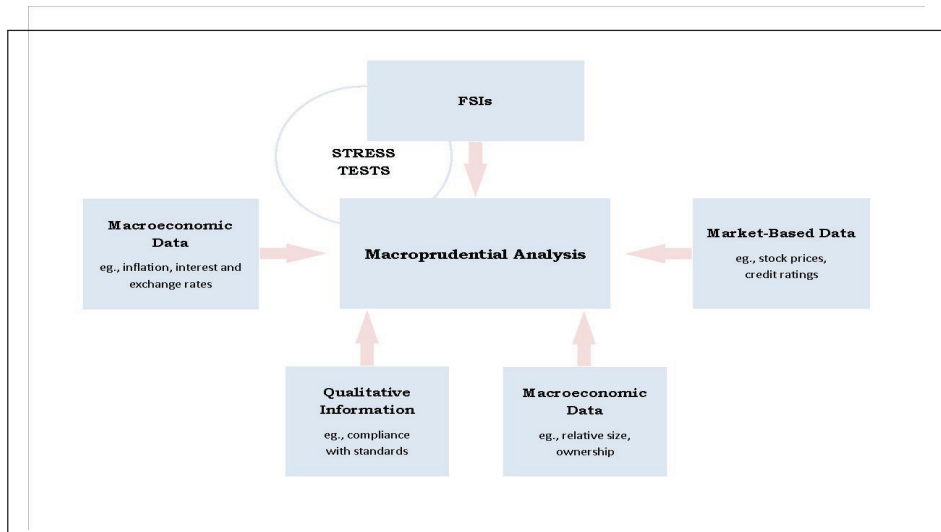 FSIs
STRESS
TESTS
Macroeconomic
Data
eg., inflation, interest and
exchange rates
Macroprudential Analysis
Market-Based Data
eg., stock prices,
credit ratings
Qualitative
Information
eg., compliance
with standards
Macroeconomic
Data
eg., relative size,
ownership